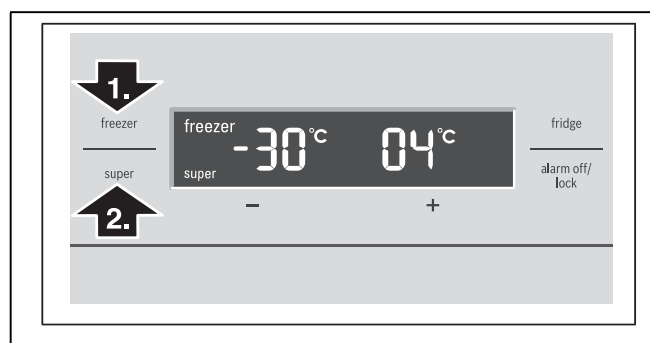 1.
freezer
super
2.
freezer
-30°C
04°C
super
fridge
alarm off/
lock
−
+